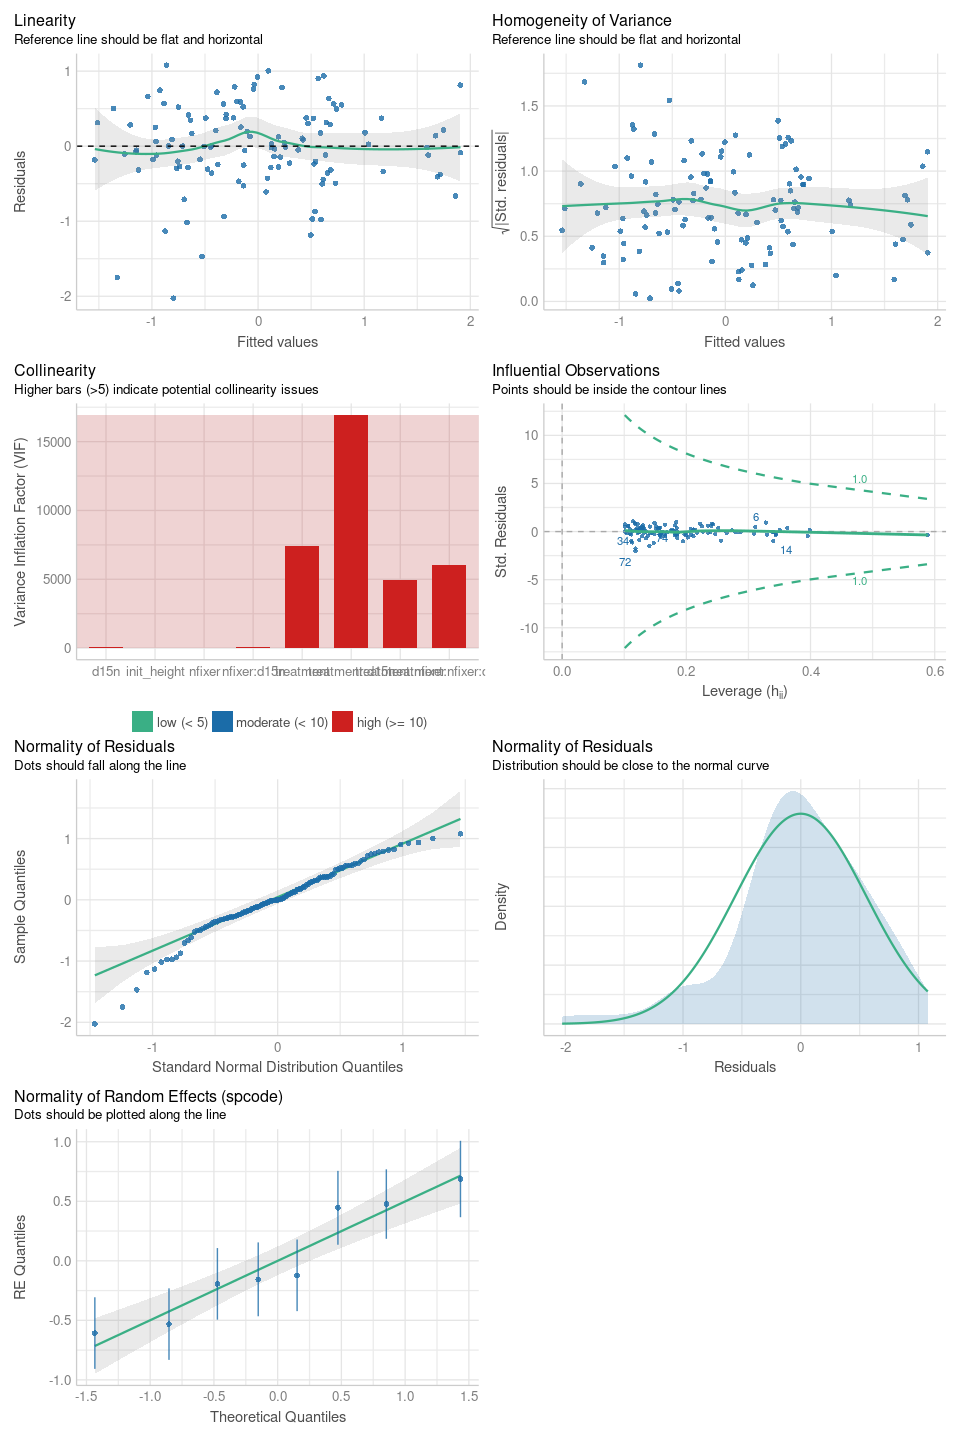 Linearity
Reference line should be flat and horizontal
Residuals
1
0
-1
-2
-1 0 1 2
Fitted values
Homogeneity of Variance
Reference line should be flat and horizontal
√|Std. residuals|
1.5
1.0
0.5
0.0
-1 0 1 2
Fitted values
Collinearity
Higher bars (>5) indicate potential collinearity issues
Variance Inflation Factor (VIF)
15000
10000
5000
0
d15n init_height nfixer nfixer:d15n
low (< 5) moderate (< 10) high (>= 10)
Influential Observations
Points should be inside the contour lines
Std. Residuals
10
5
0
-5
-10
1.0
6
34
74
14
72
1.0
0.0 0.2 0.4 0.6
Leverage (hii)
Normality of Residuals
Dots should fall along the line
Sample Quantiles
1
0
-1
-2
-1 0 1
Standard Normal Distribution Quantiles
Normality of Residuals
Distribution should be close to the normal curve
Density
-2 -1 0 1
Residuals
Normality of Random Effects (spcode)
Dots should be plotted along the line
RE Quantiles
1.0
0.5
0.0
-0.5
-1.0
-1.5 -1.0 -0.5 0.0 0.5 1.0 1.5
Theoretical Quantiles